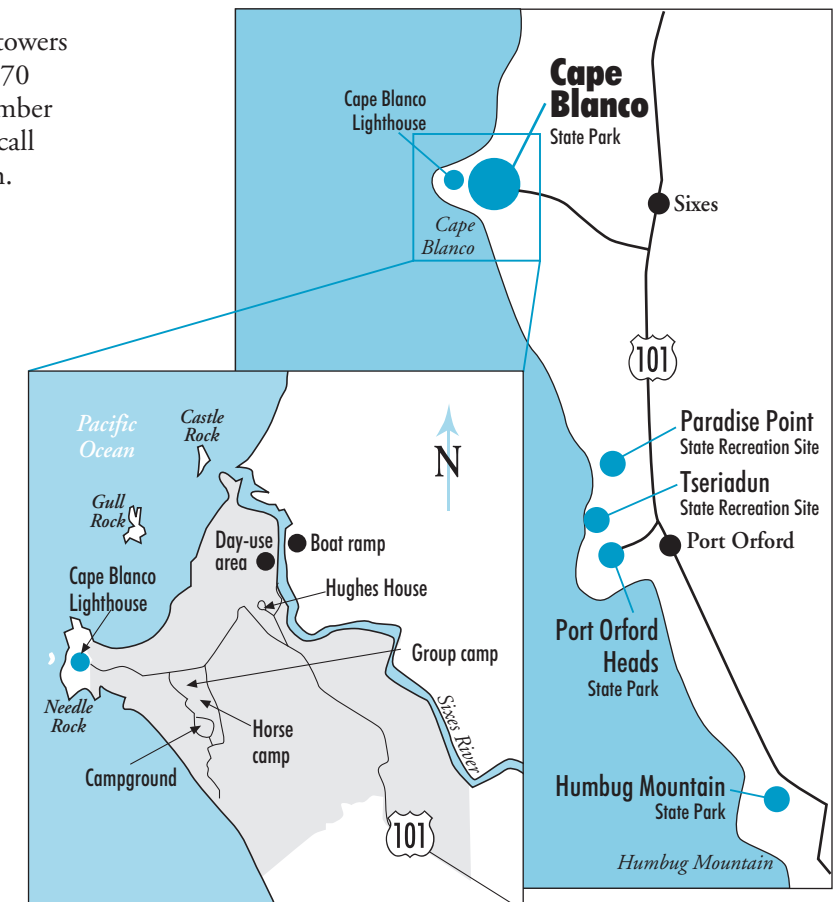 towers
70
mber
call
n.
Cape
Blanco
State Park
Cape Blanco
Lighthouse
Cape
Blanco
Sixes
101
Paradise Point
State Recreation Site
Tseriadun
State Recreation Site
Port Orford
Port Orford
Heads
State Park
Humbug Mountain
State Park
Humbug Mountain
Pacific
Ocean
Castle
Rock
N
Gull
Rock
Day-use
area
Boat ramp
Cape Blanco
Lighthouse
Hughes House
Group camp
Needle
Rock
Horse
camp
Sixes River
Campground
101